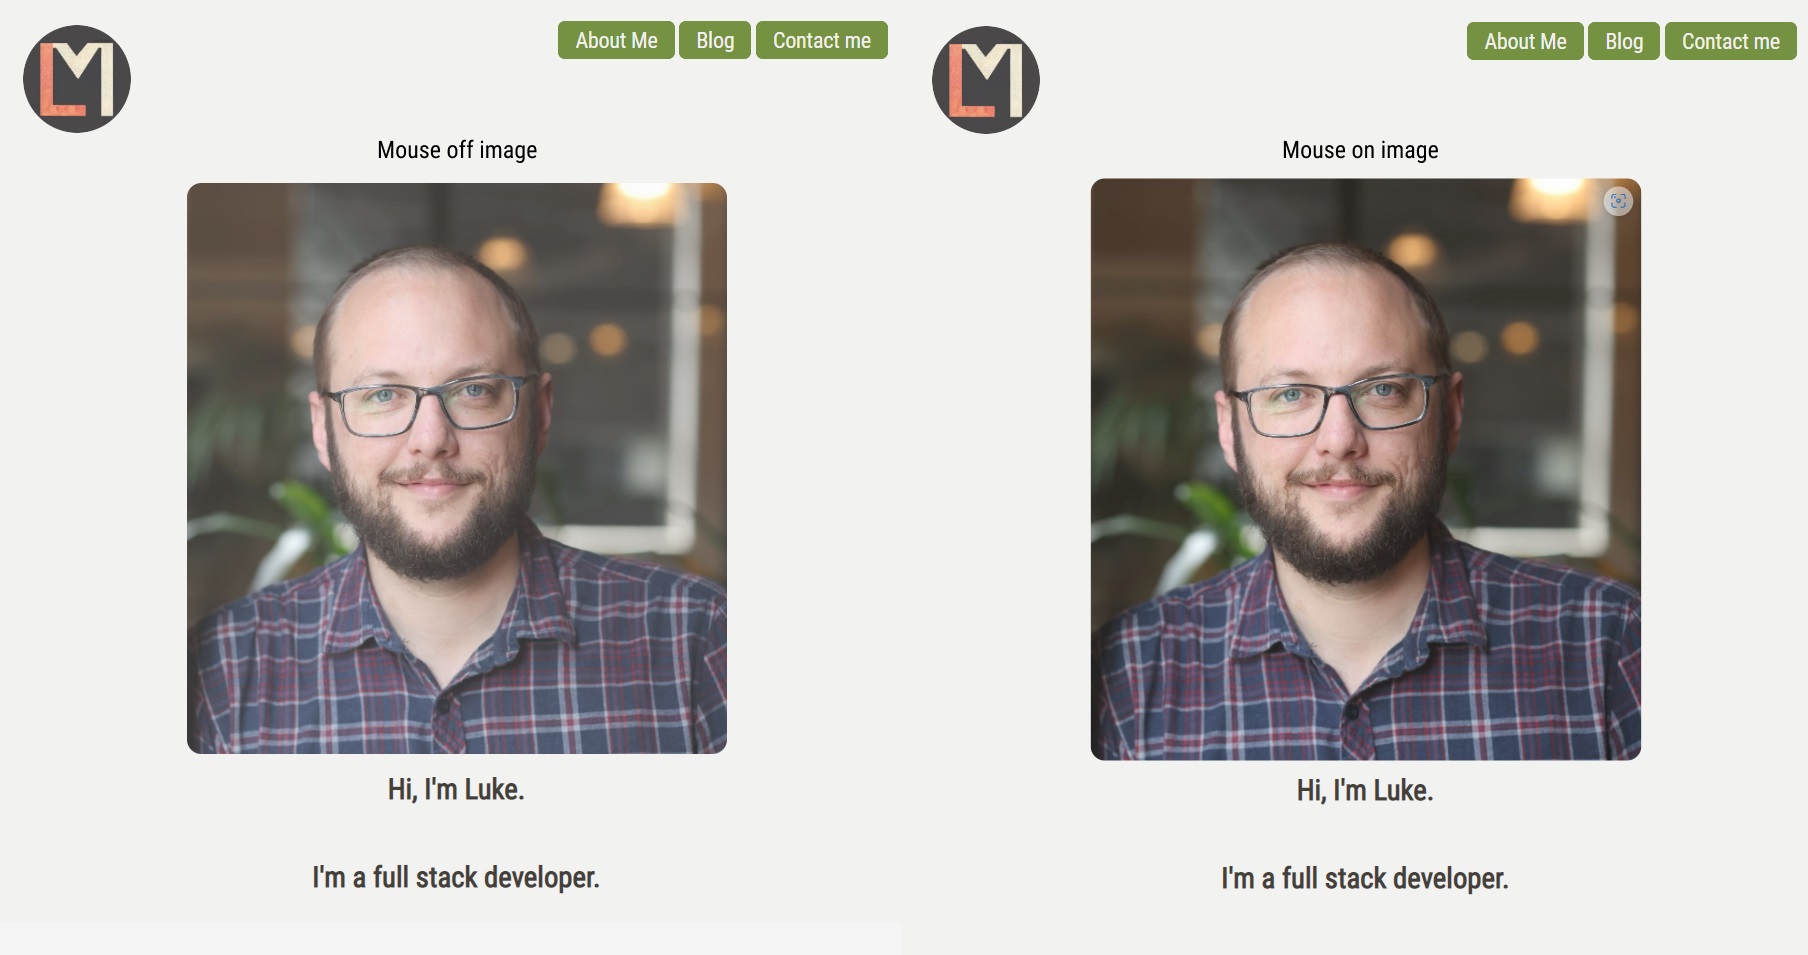 LM
About Me
Blog
Contact me
Mouse off image
Hi, I'm Luke.
I'm a full stack developer.
LM
About Me
Blog
Contact me
Mouse on image
Hi, I'm Luke.
I'm a full stack developer.